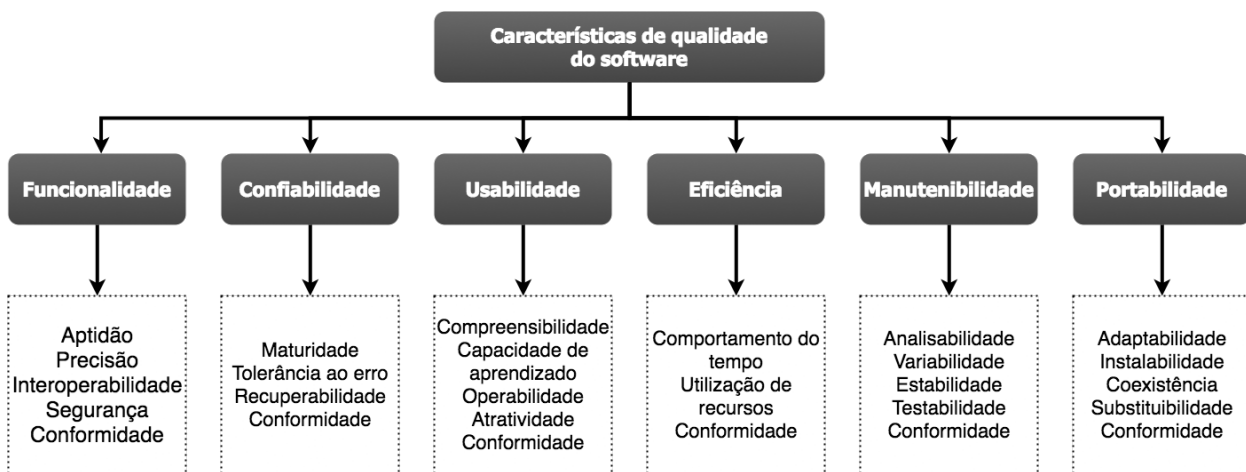 Características de qualidade
do software
Funcionalidade
Confiabilidade
Usabilidade
Eficiência
Manutenibilidade
Portabilidade
Aptidão
Precisão
Interoperabilidade
Segurança
Conformidade
Maturidade
Tolerância ao erro
Recuperabilidade
Conformidade
Compreensibilidade
Capacidade de
aprendizado
Operabilidade
Atratividade
Conformidade
Comportamento do
tempo
Utilização de
recursos
Conformidade
Analisabilidade
Variabilidade
Estabilidade
Testabilidade
Conformidade
Adaptabilidade
Instalabilidade
Coexistência
Substituibilidade
Conformidade